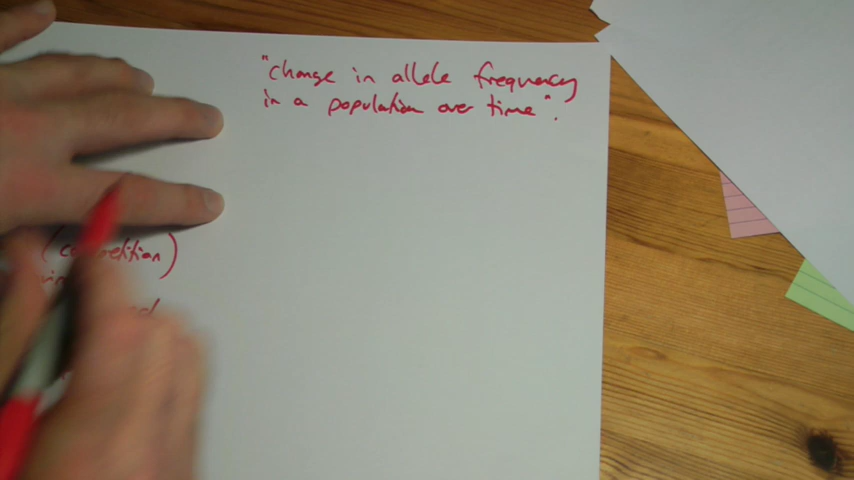 "change in allele frequency
in a population over time".
(competition)